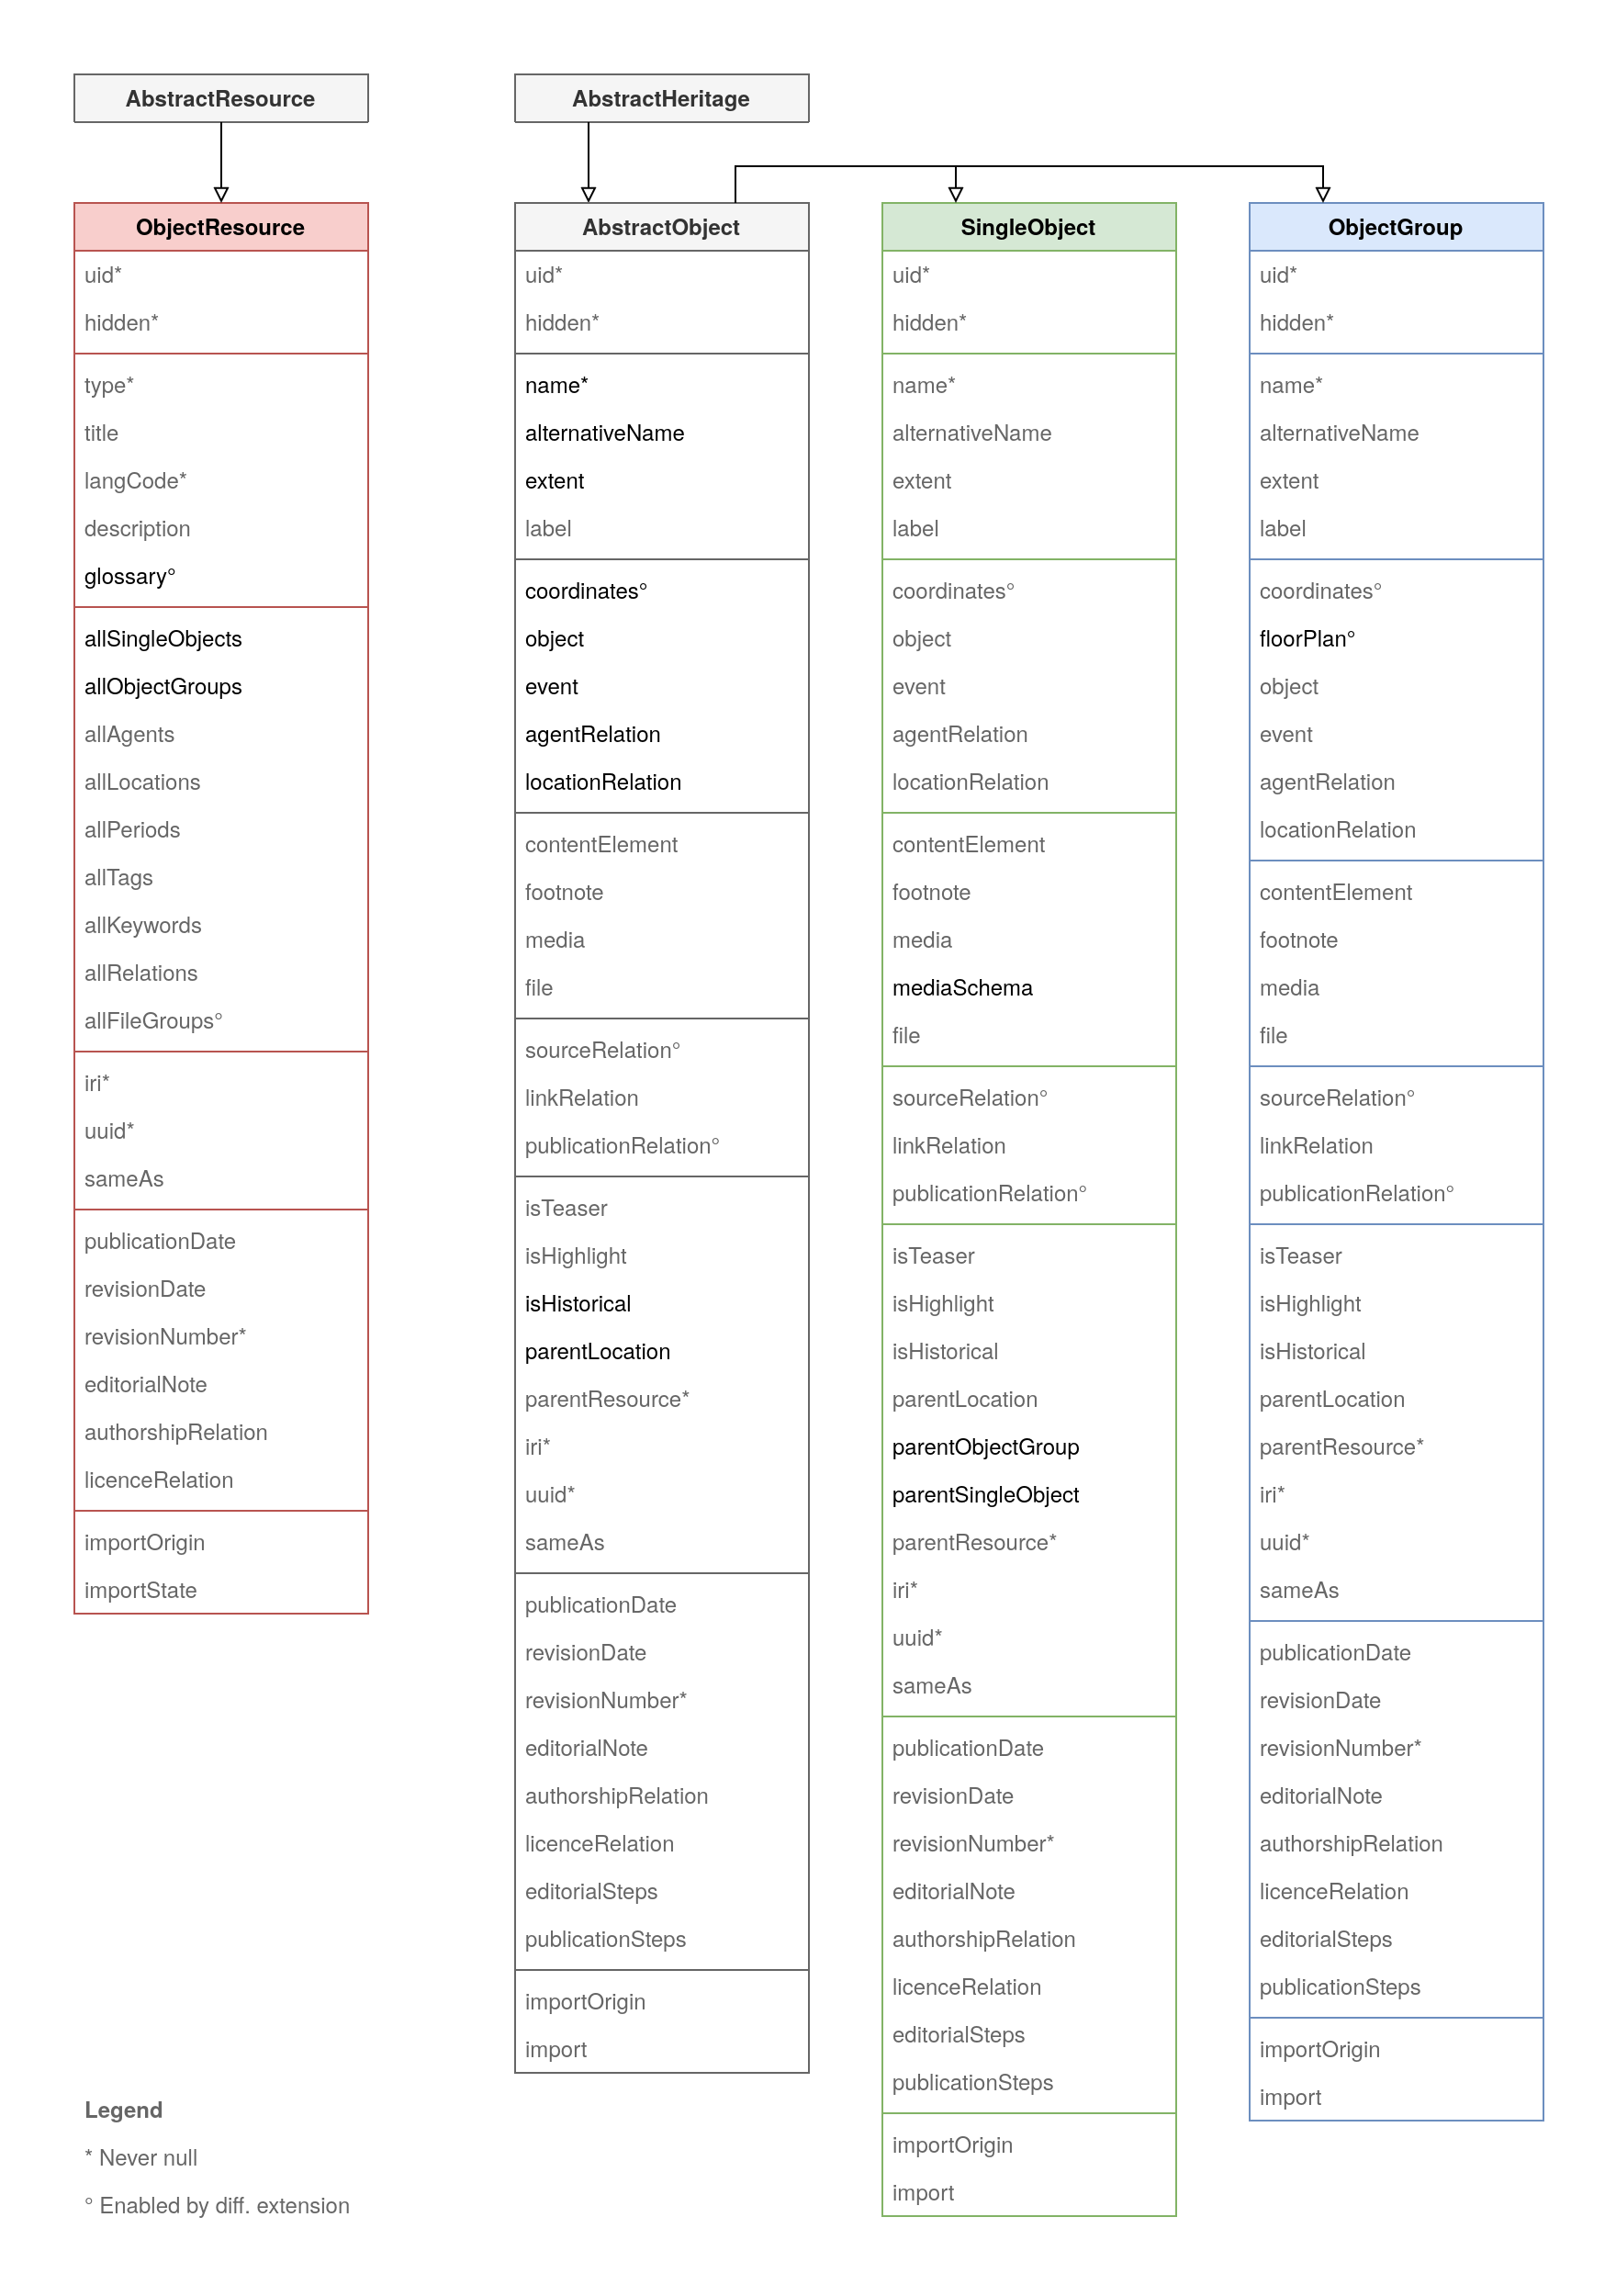 AbstractResource
AbstractHeritage
ObjectResource
uid*
hidden*
type*
title
langCode*
description
glossary°
allSingleObjects
allObjectGroups
allAgents
allLocations
allPeriods
allTags
allKeywords
allRelations
allFileGroups°
iri*
uuid*
sameAs
publicationDate
revisionDate
revisionNumber*
editorialNote
authorshipRelation
licenceRelation
importOrigin
importState
AbstractObject
uid*
hidden*
name*
alternativeName
extent
label
coordinates°
object
event
agentRelation
locationRelation
contentElement
footnote
media
file
sourceRelation°
linkRelation
publicationRelation°
isTeaser
isHighlight
isHistorical
parentLocation
parentResource*
iri*
uuid*
sameAs
publicationDate
revisionDate
revisionNumber*
editorialNote
authorshipRelation
licenceRelation
editorialSteps
publicationSteps
importOrigin
import
SingleObject
uid*
hidden*
name*
alternativeName
extent
label
coordinates°
object
event
agentRelation
locationRelation
contentElement
footnote
media
mediaSchema
file
sourceRelation°
linkRelation
publicationRelation°
isTeaser
isHighlight
isHistorical
parentLocation
parentObjectGroup
parentSingleObject
parentResource*
iri*
uuid*
sameAs
publicationDate
revisionDate
revisionNumber*
editorialNote
authorshipRelation
licenceRelation
editorialSteps
publicationSteps
importOrigin
import
ObjectGroup
uid*
hidden*
name*
alternativeName
extent
label
coordinates°
floorPlan°
object
event
agentRelation
locationRelation
contentElement
footnote
media
file
sourceRelation°
linkRelation
publicationRelation°
isTeaser
isHighlight
isHistorical
parentLocation
parentResource*
iri*
uuid*
sameAs
publicationDate
revisionDate
revisionNumber*
editorialNote
authorshipRelation
licenceRelation
editorialSteps
publicationSteps
importOrigin
import
Legend
* Never null
° Enabled by diff. extension